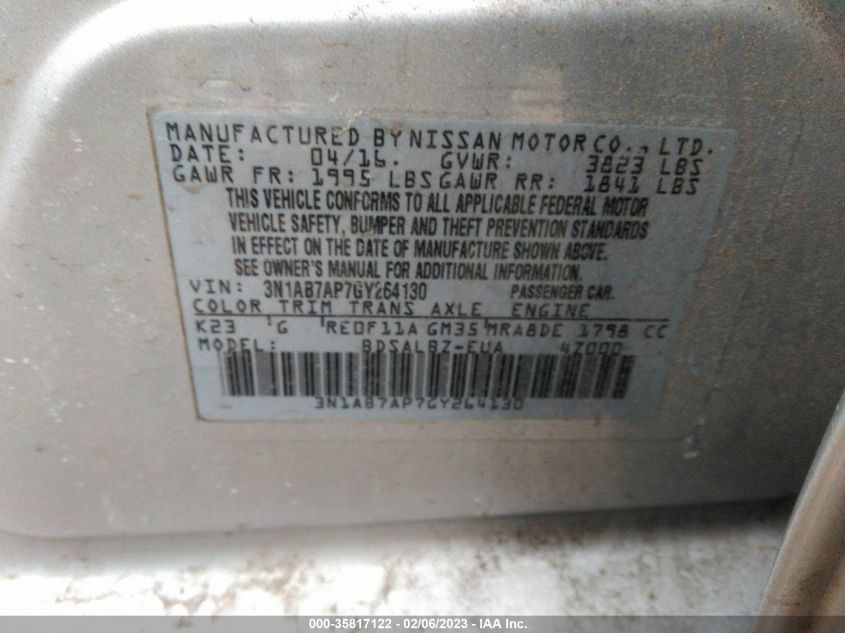 MANUFACTURED BY NISSAN MOTOR CO., LTD.
DATE: 04/16. GVWR: 3823 LBS
GAWR FR: 1995 LBS GAWR RR: 1841 LBS
THIS VEHICLE CONFORMS TO ALL APPLICABLE FEDERAL MOTOR
VEHICLE SAFETY, BUMPER AND THEFT PREVENTION STANDARDS
IN EFFECT ON THE DATE OF MANUFACTURE SHOWN ABOVE.
SEE OWNER'S MANUAL FOR ADDITIONAL INFORMATION.
VIN: 3N1AB7AP7GY264130 PASSENGER CAR.
COLOR TRIM TRANS AXLE ENGINE
K23 G RE0F11A GM35 MRA8DE 1798 CC
MODEL: BDSALBZ-EUA 4Z000
3N1AB7AP7GY264130
000-35817122 - 02/06/2023 - IAA Inc.